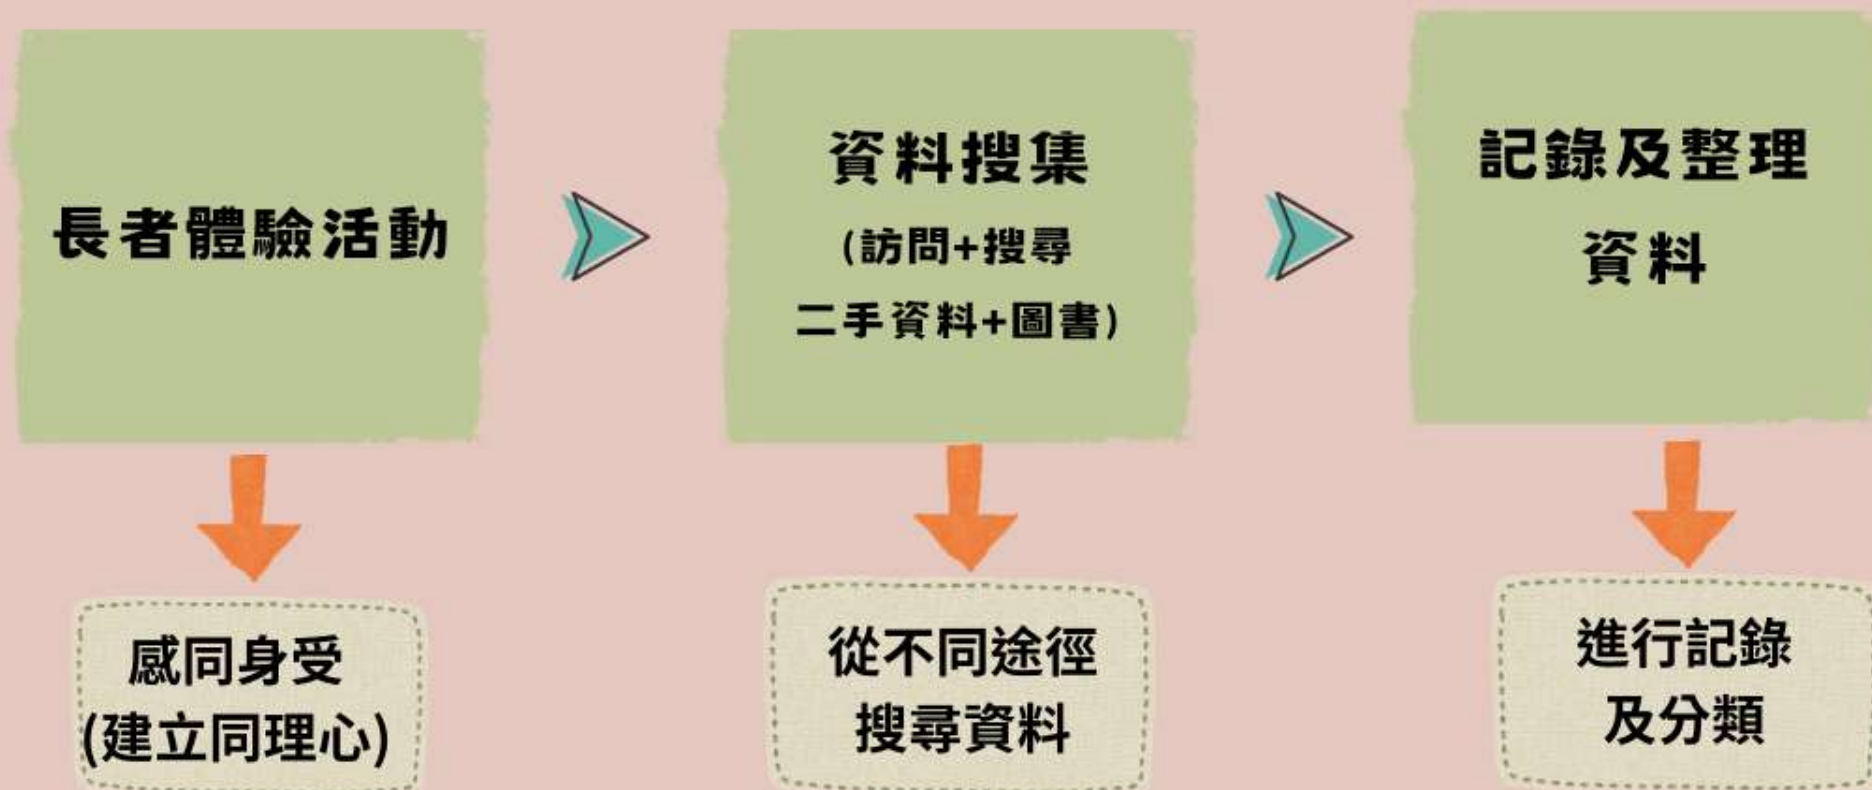 長者體驗活動
資料搜集
(訪問+搜尋
二手資料+圖書)
記錄及整理
資料
感同身受
(建立同理心)
從不同途徑
搜尋資料
進行記錄
及分類